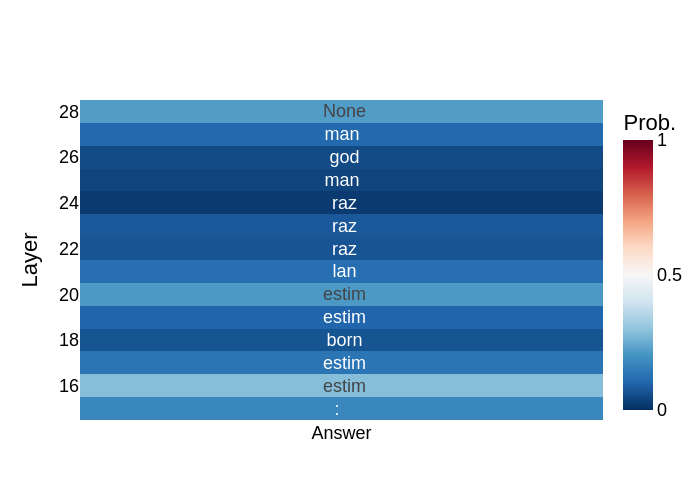 28 None
Prob.
1
man
26 god
man
24 raz
raz
22 raz
Layer
lan
0.5
20 estim
estim
18 born
estim
16 estim
:
0
Answer